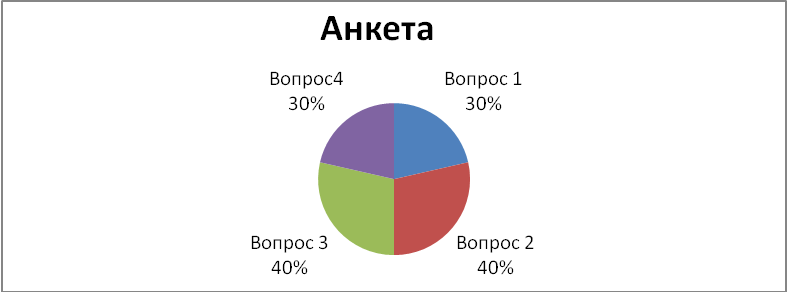 Анкета
Вопрос4
30%
Вопрос 1
30%
Вопрос 3
40%
Вопрос 2
40%